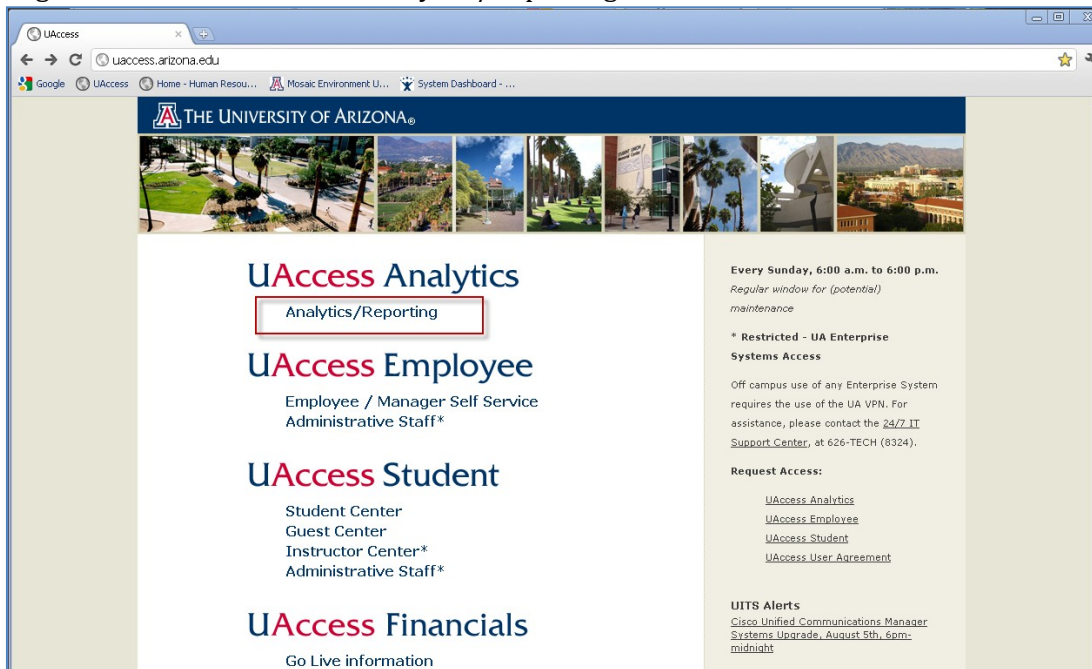 UAccess
uaccess.arizona.edu
Google UAccess Home - Human Resou... Mosaic Environment U... System Dashboard - ...
THE UNIVERSITY OF ARIZONA®
UAccess Analytics
Analytics/Reporting
UAccess Employee
Employee / Manager Self Service
Administrative Staff*
UAccess Student
Student Center
Guest Center
Instructor Center*
Administrative Staff*
UAccess Financials
Go Live information
Every Sunday, 6:00 a.m. to 6:00 p.m.
Regular window for (potential)
maintenance
* Restricted - UA Enterprise
Systems Access
Off campus use of any Enterprise System
requires the use of the UA VPN. For
assistance, please contact the 24/7 IT
Support Center, at 626-TECH (8324).
Request Access:
UAccess Analytics
UAccess Employee
UAccess Student
UAccess User Agreement
UITS Alerts
Cisco Unified Communications Manager
Systems Upgrade, August 5th, 6pm-
midnight